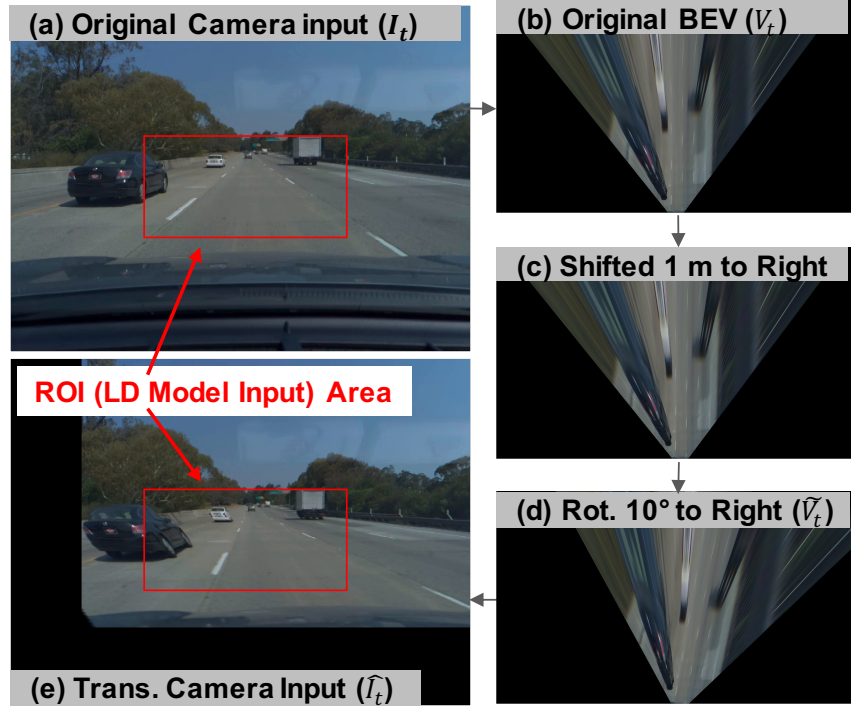 (a) Original Camera input (I_t)
(b) Original BEV (V_t)
(c) Shifted 1 m to Right
ROI (LD Model Input) Area
(d) Rot. 10° to Right (Ṽ_t)
(e) Trans. Camera Input (Î_t)